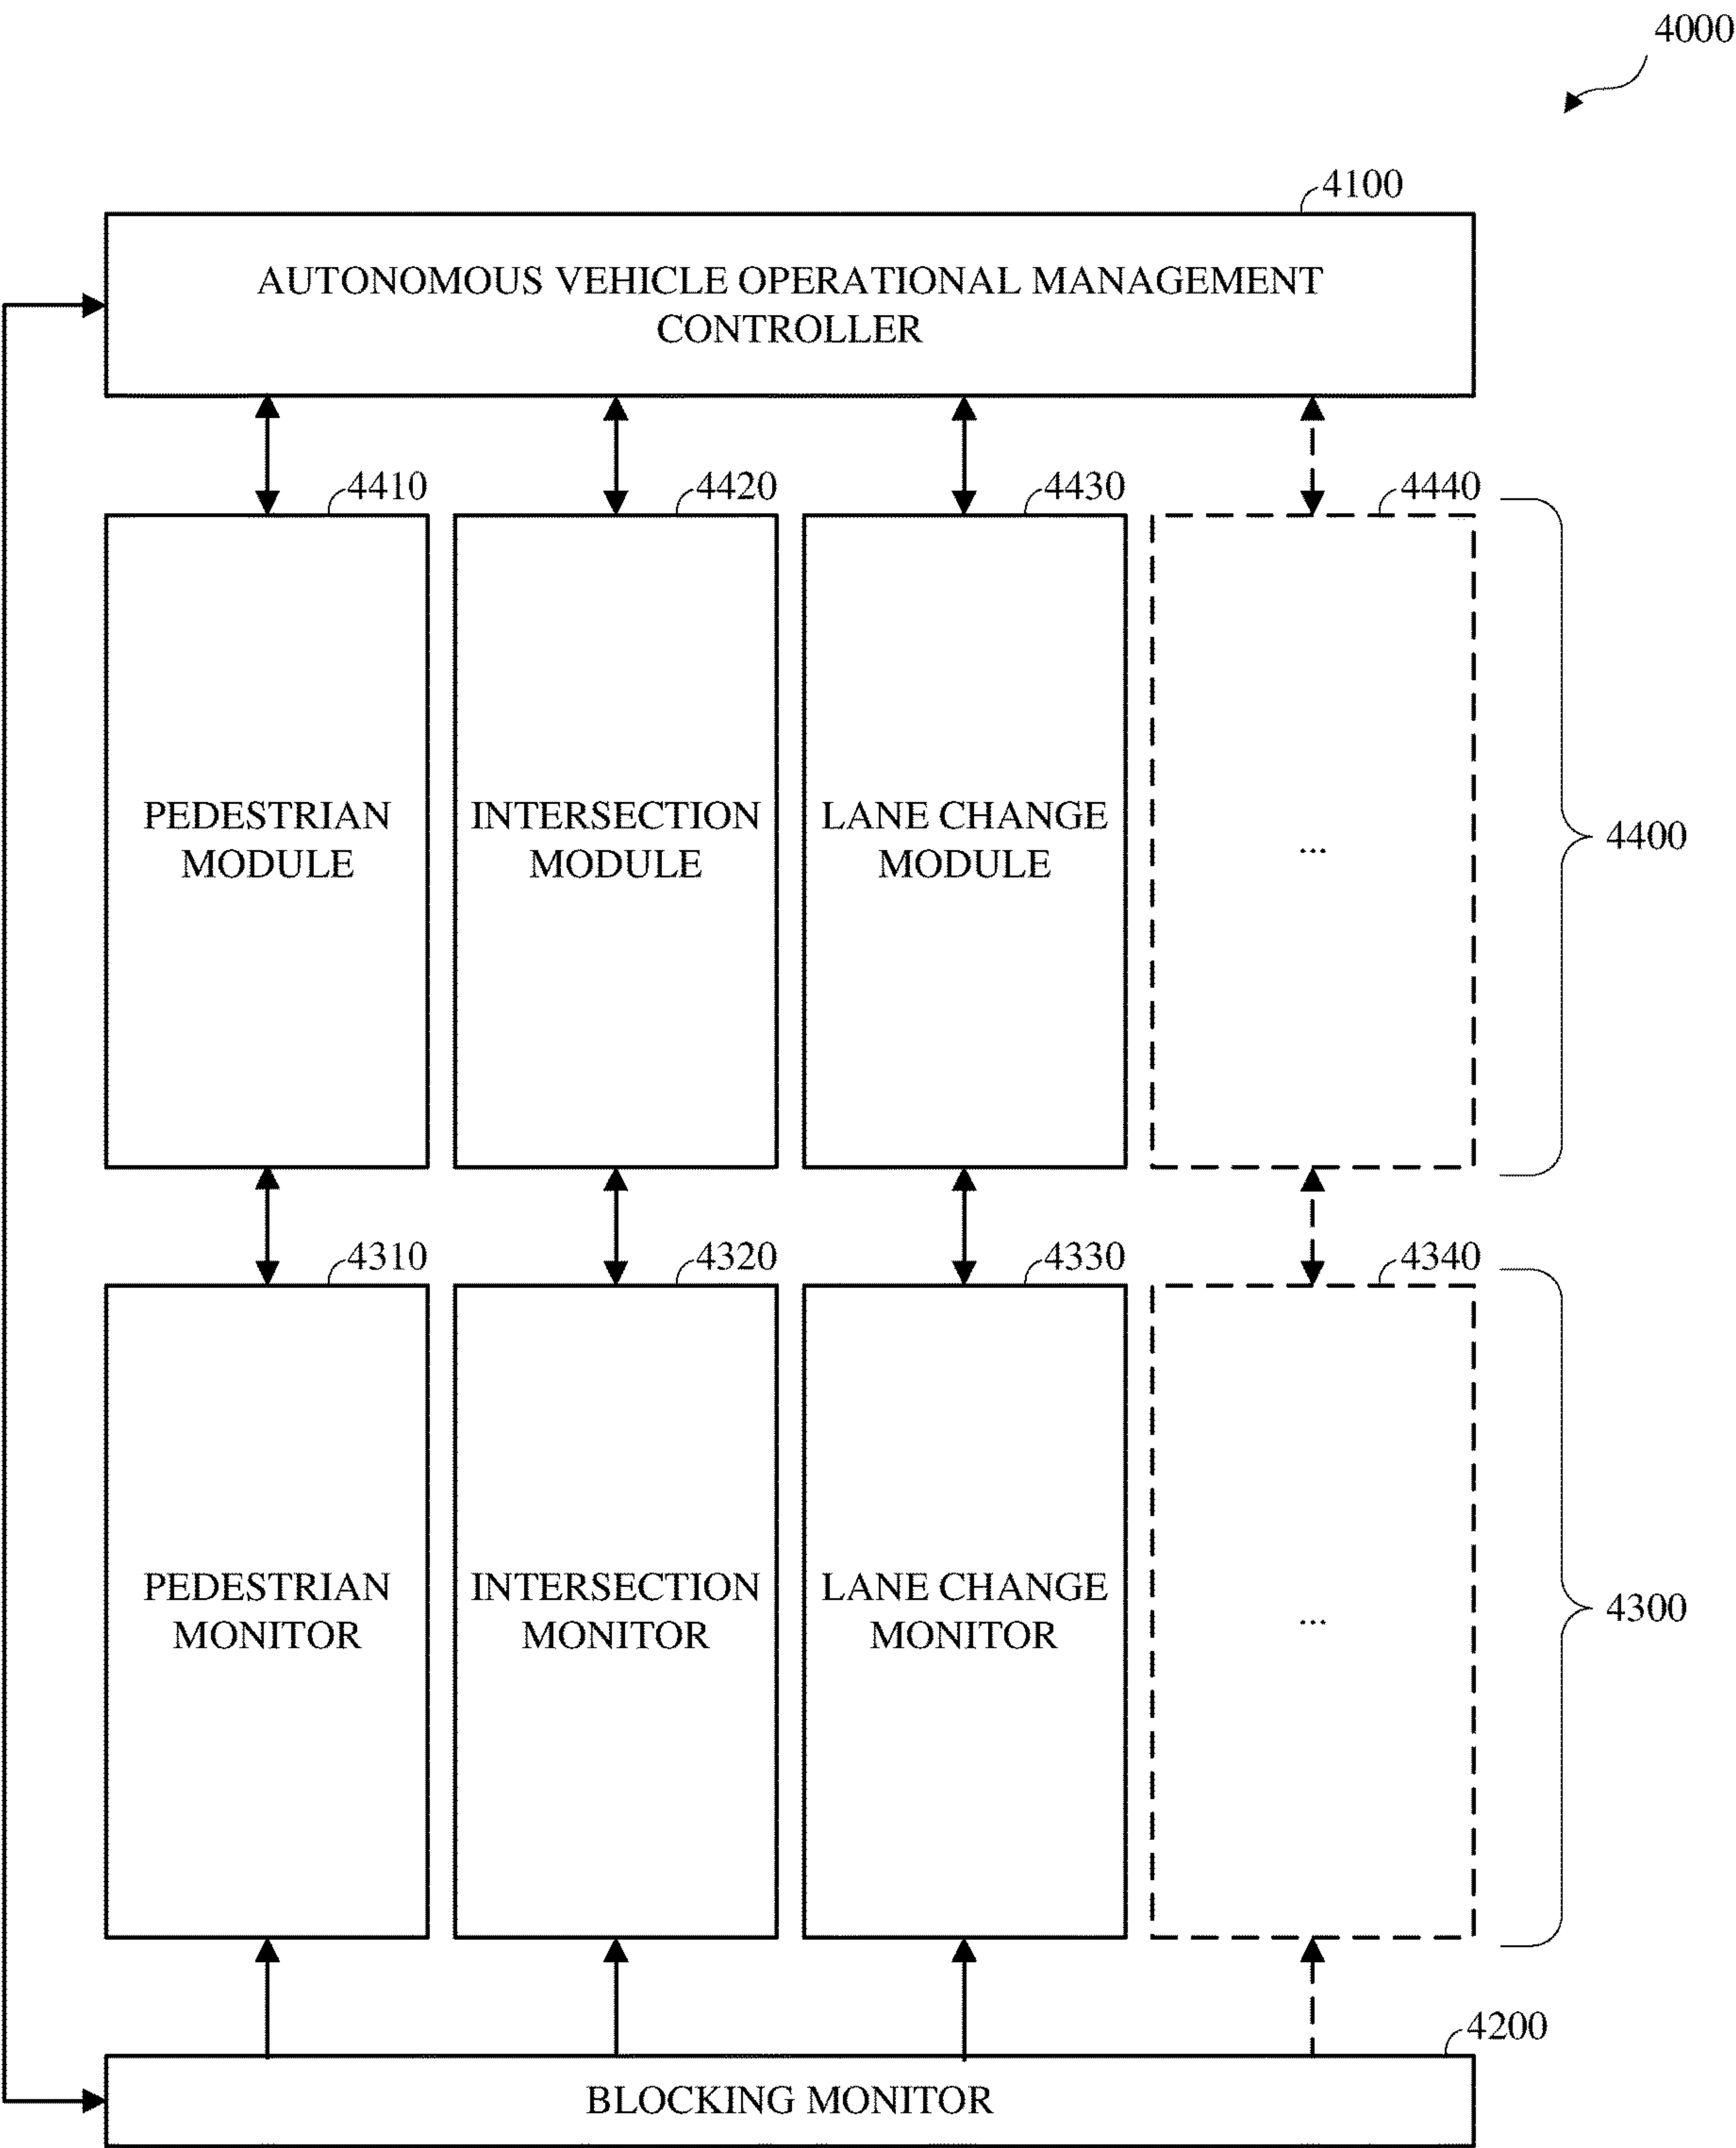 4000
4100
AUTONOMOUS VEHICLE OPERATIONAL MANAGEMENT
CONTROLLER
4410
4420
4430
4440
PEDESTRIAN
MODULE
INTERSECTION
MODULE
LANE CHANGE
MODULE
...
4400
4310
4320
4330
4340
PEDESTRIAN
MONITOR
INTERSECTION
MONITOR
LANE CHANGE
MONITOR
...
4300
4200
BLOCKING MONITOR